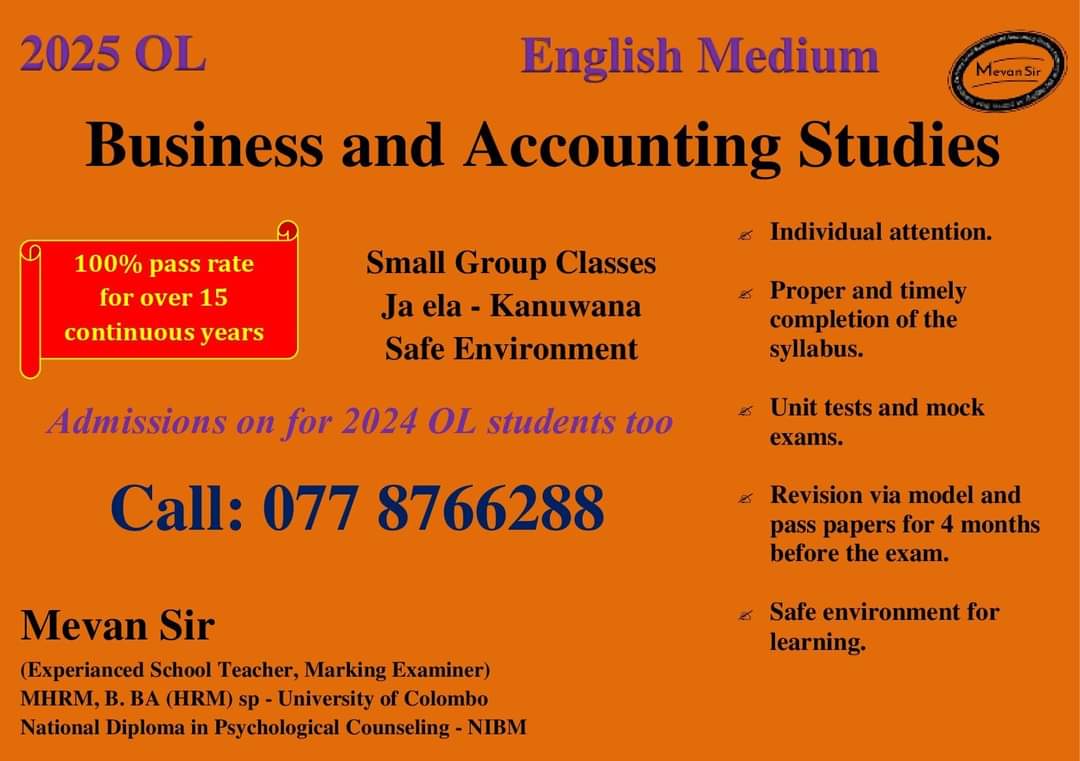 2025 OL
English Medium
Mevan Sir
Business and Accounting Studies
100% pass rate
for over 15
continuous years
Small Group Classes
Ja ela - Kanuwana
Safe Environment
Admissions on for 2024 OL students too
Call: 077 8766288
Individual attention.
Proper and timely
completion of the
syllabus.
Unit tests and mock
exams.
Revision via model and
pass papers for 4 months
before the exam.
Safe environment for
learning.
Mevan Sir
(Experianced School Teacher, Marking Examiner)
MHRM, B. BA (HRM) sp - University of Colombo
National Diploma in Psychological Counseling - NIBM